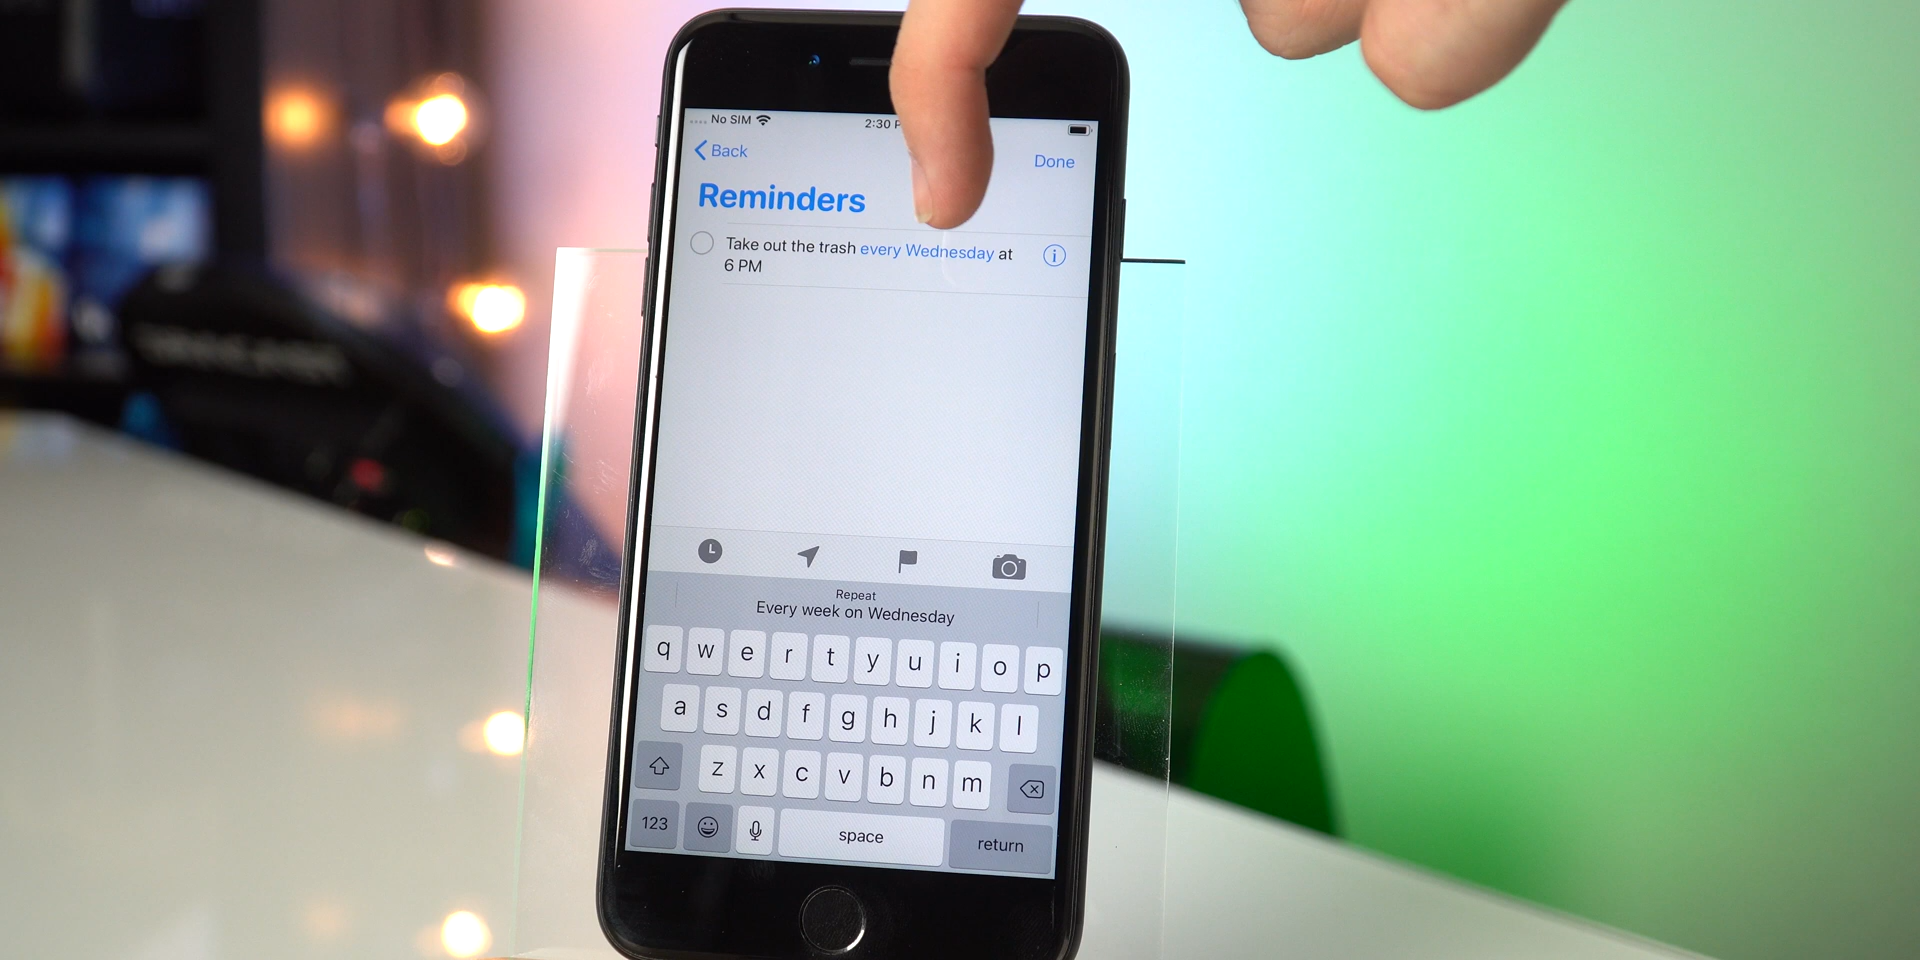 No SIM
2:30 P
Back
Done
Reminders
Take out the trash every Wednesday at
6 PM
Repeat
Every week on Wednesday
q w e r t y u i o p
a s d f g h j k l
z x c v b n m
123 space return